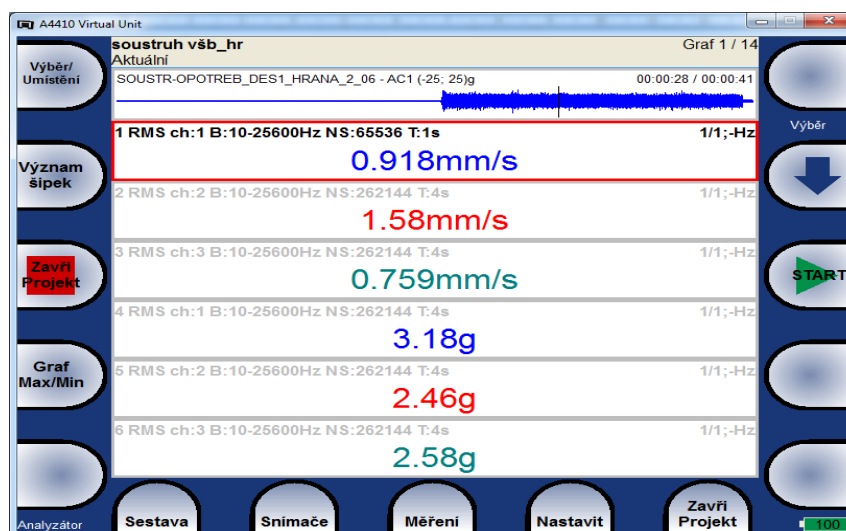 A4410 Virtual Unit
soustruh všb_hr
Graf 1 / 14
Aktuální
SOUSTR-OPOTREB_DES1_HRANA_2_06 - AC1 (-25; 25)g
00:00:28 / 00:00:41
Výběr/
Umístění
Výběr
1 RMS ch:1 B:10-25600Hz NS:65536 T:1s
1/1;-Hz
0.918mm/s
Význam
šipek
2 RMS ch:2 B:10-25600Hz NS:262144 T:4s
1/1;-Hz
1.58mm/s
3 RMS ch:3 B:10-25600Hz NS:262144 T:4s
1/1;-Hz
0.759mm/s
Zavři
Projekt
START
4 RMS ch:1 B:10-25600Hz NS:262144 T:4s
1/1;-Hz
3.18g
Graf
Max/Min
5 RMS ch:2 B:10-25600Hz NS:262144 T:4s
1/1;-Hz
2.46g
6 RMS ch:3 B:10-25600Hz NS:262144 T:4s
1/1;-Hz
2.58g
Analyzátor
Sestava
Snímače
Měření
Nastavit
Zavři
Projekt
100